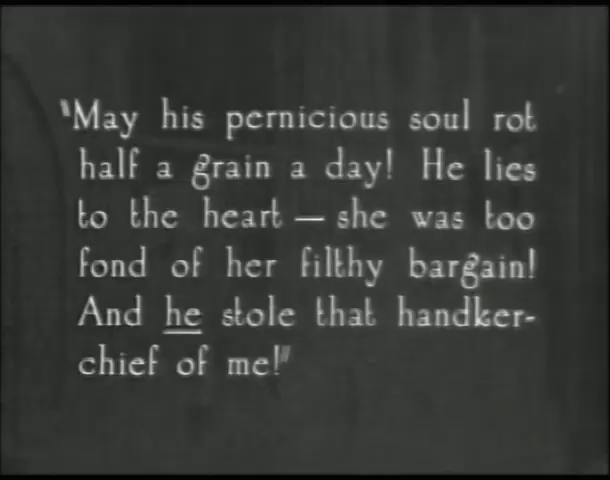 "May his pernicious soul rot
half a grain a day! He lies
to the heart — she was too
fond of her filthy bargain!
And he stole that handker-
chief of me!"